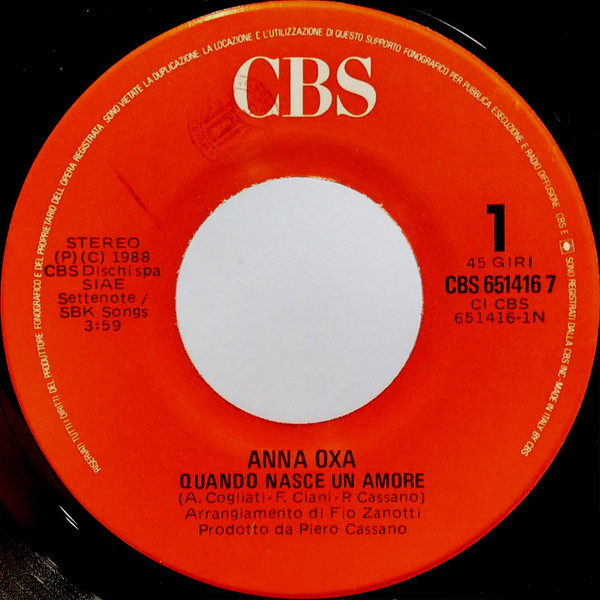 RISERVATI TUTTI I DIRITTI DEL PRODUTTORE FONOGRAFICO E DEL PROPRIETARIO DELL'OPERA REGISTRATA. SONO VIETATE LA DUPLICAZIONE, LA LOCAZIONE E L'UTILIZZAZIONE DI QUESTO SUPPORTO FONOGRAFICO PER PUBBLICA ESECUZIONE E RADIO DIFFUSIONE. CBS E SONO REGISTRATI DALLA CBS INC - MADE IN ITALY BY CBS
CBS
STEREO
(P)(C) 1988
CBS Dischi spa
SIAE
Settenote /
SBK Songs
3:59
1
45 GIRI
CBS 651416 7
CI CBS
651416-1N
ANNA OXA
QUANDO NASCE UN AMORE
(A. Cogliati - F. Ciani - P. Cassano)
Arrangiamento di Fio Zanotti
Prodotto da Piero Cassano